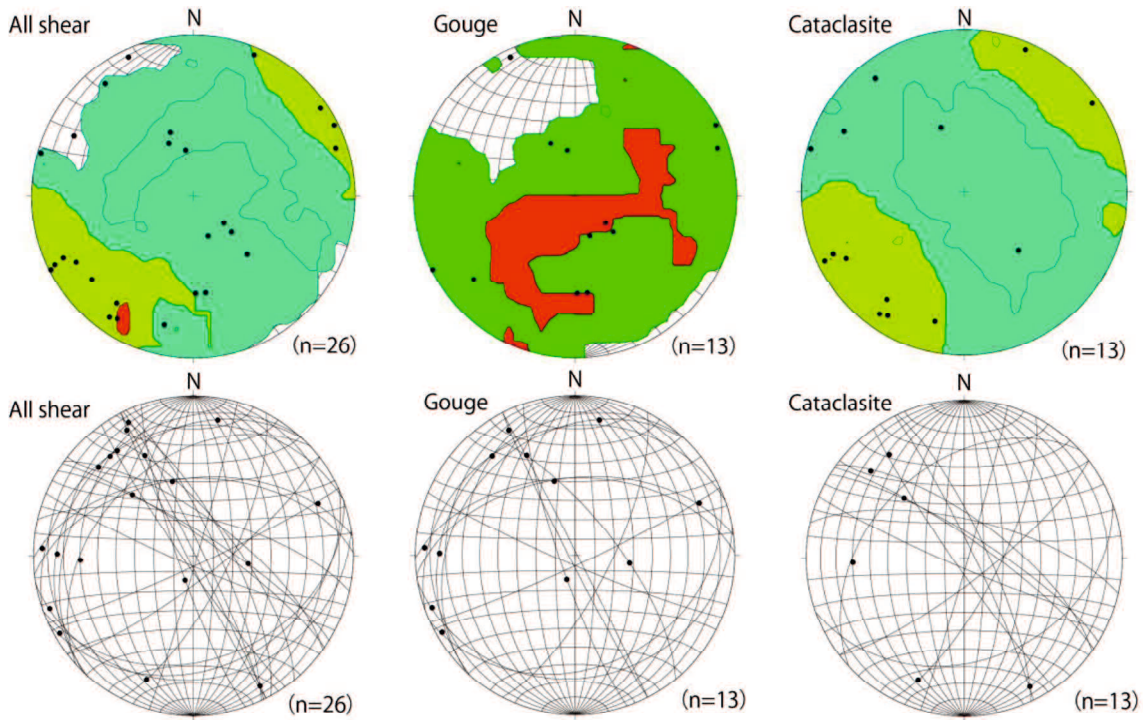 All shear
N
(n=26)
Gouge
N
(n=13)
Cataclasite
N
(n=13)
All shear
N
(n=26)
Gouge
N
(n=13)
Cataclasite
N
(n=13)